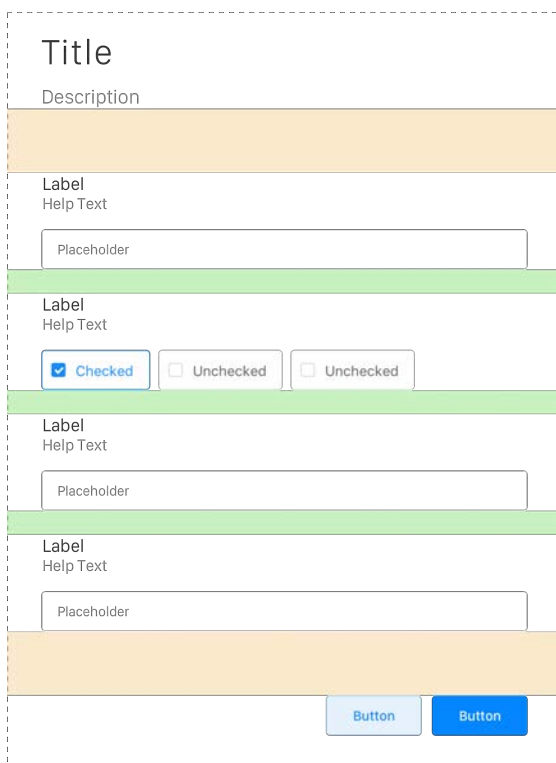 Title
Description
Label
Help Text
Placeholder
Label
Help Text
Checked Unchecked Unchecked
Label
Help Text
Placeholder
Label
Help Text
Placeholder
Button Button